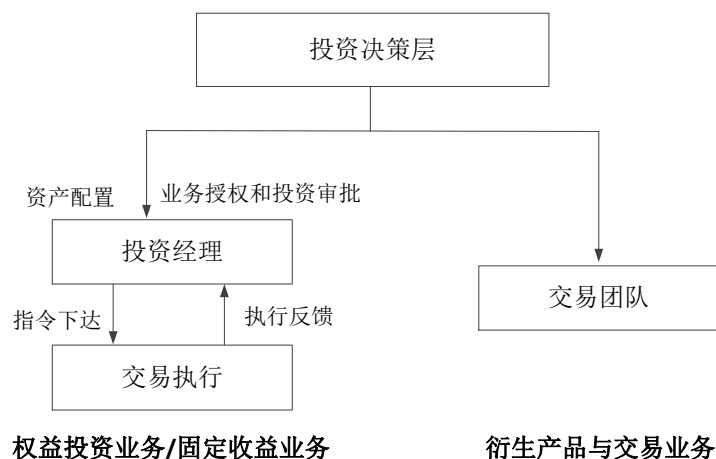 投资决策层
资产配置
业务授权和投资审批
投资经理
交易团队
指令下达
执行反馈
交易执行
权益投资业务/固定收益业务
衍生产品与交易业务